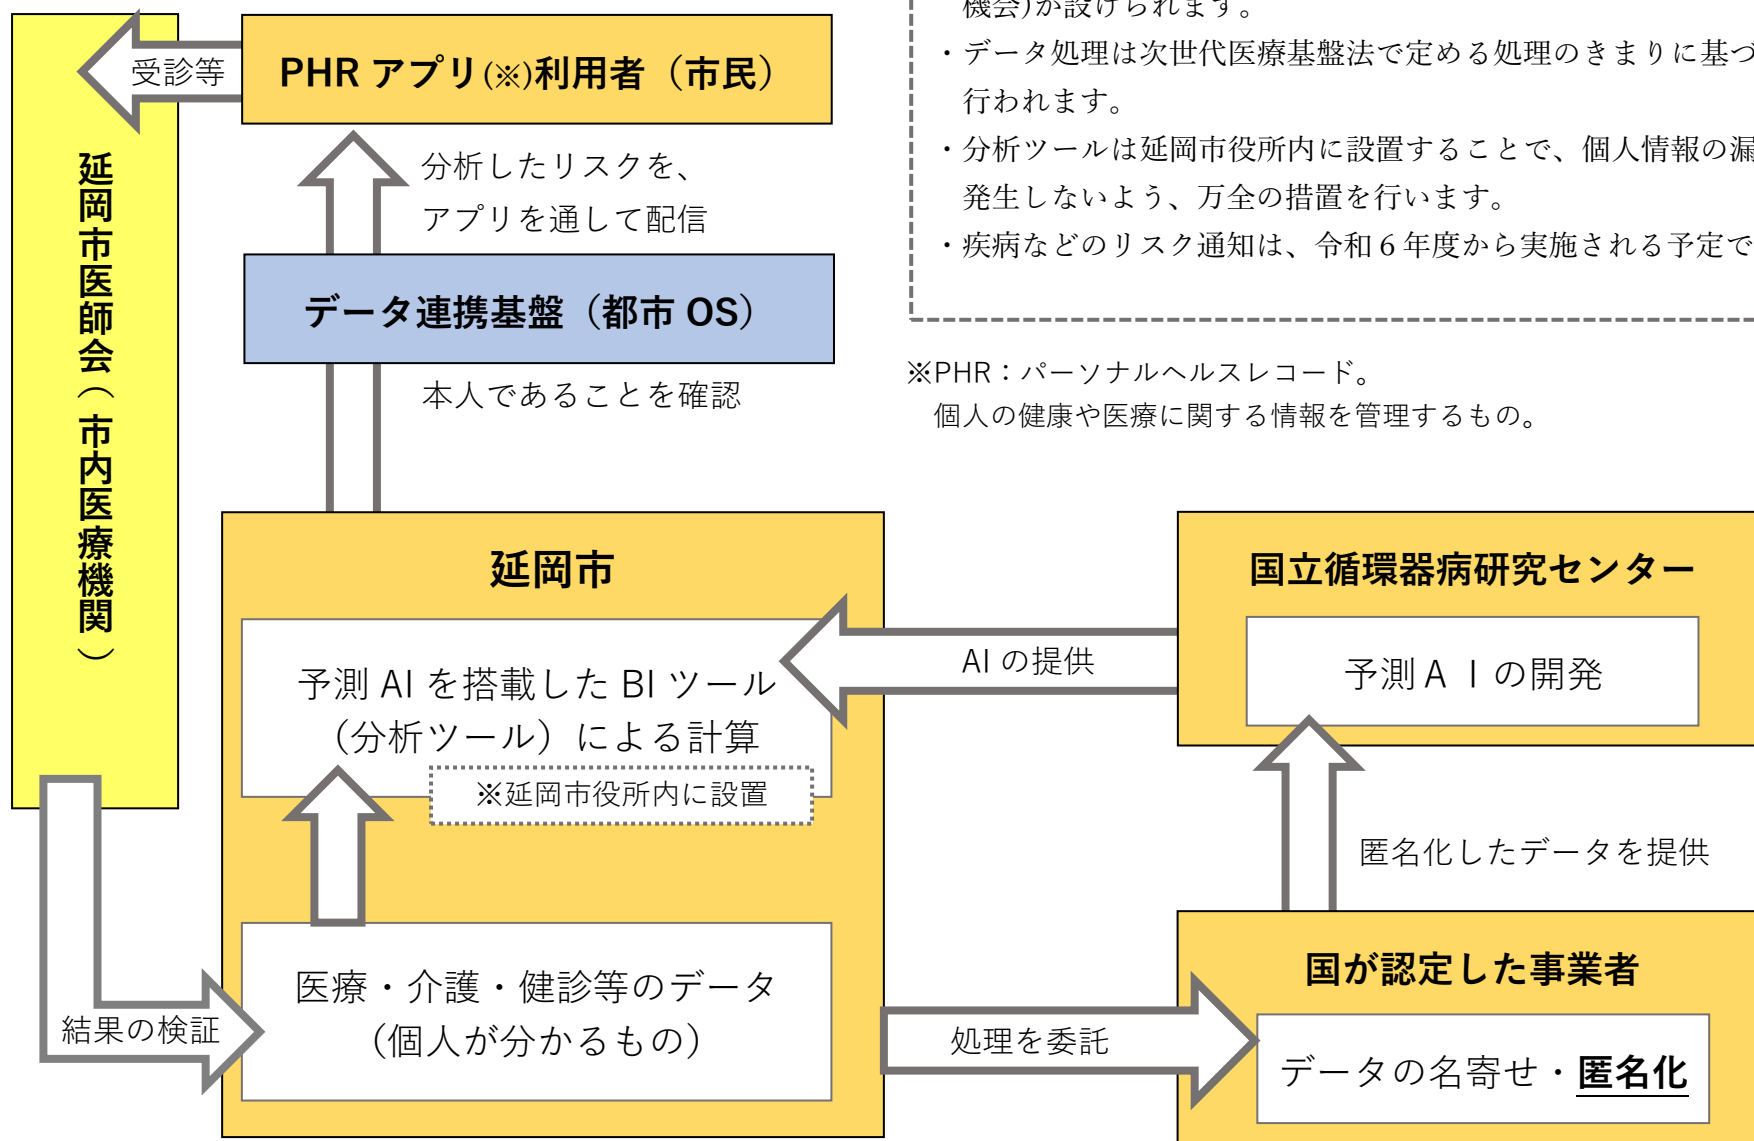 機会)が設けられます。
・データ処理は次世代医療基盤法で定める処理のきまりに基づ
行われます。
・分析ツールは延岡市役所内に設置することで、個人情報の漏
発生しないよう、万全の措置を行います。
・疾病などのリスク通知は、令和６年度から実施される予定で
※PHR：パーソナルヘルスレコード。
個人の健康や医療に関する情報を管理するもの。
受診等
PHR アプリ(※)利用者（市民）
延岡市医師会（市内医療機関）
分析したリスクを、
アプリを通して配信
データ連携基盤（都市 OS）
本人であることを確認
延岡市
予測 AI を搭載した BI ツール
（分析ツール）による計算
※延岡市役所内に設置
医療・介護・健診等のデータ
（個人が分かるもの）
結果の検証
AI の提供
国立循環器病研究センター
予測ＡＩの開発
匿名化したデータを提供
国が認定した事業者
データの名寄せ・匿名化
処理を委託